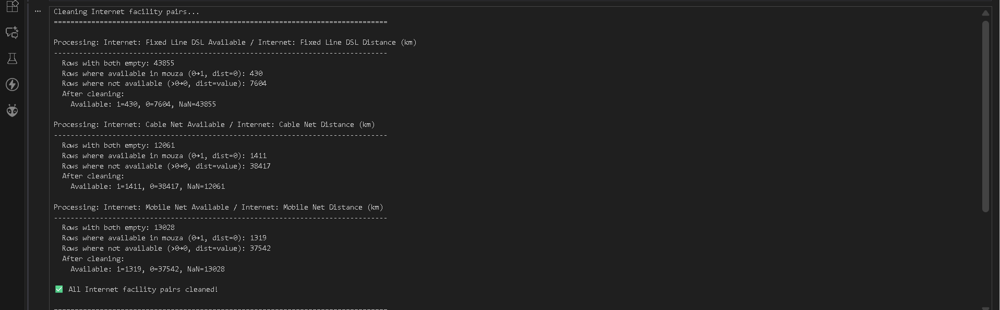 Cleaning Internet facility pairs...
================================================================================
Processing: Internet: Fixed Line DSL Available / Internet: Fixed Line DSL Distance (km)
--------------------------------------------------------------------------------
Rows with both empty: 43855
Rows where available in mouza (0→1, dist=0): 430
Rows where not available (>0→0, dist=value): 7604
After cleaning:
Available: 1=430, 0=7604, NaN=43855
Processing: Internet: Cable Net Available / Internet: Cable Net Distance (km)
--------------------------------------------------------------------------------
Rows with both empty: 12061
Rows where available in mouza (0→1, dist=0): 1411
Rows where not available (>0→0, dist=value): 38417
After cleaning:
Available: 1=1411, 0=38417, NaN=12061
Processing: Internet: Mobile Net Available / Internet: Mobile Net Distance (km)
--------------------------------------------------------------------------------
Rows with both empty: 13028
Rows where available in mouza (0→1, dist=0): 1319
Rows where not available (>0→0, dist=value): 37542
After cleaning:
Available: 1=1319, 0=37542, NaN=13028
✅ All Internet facility pairs cleaned!
================================================================================